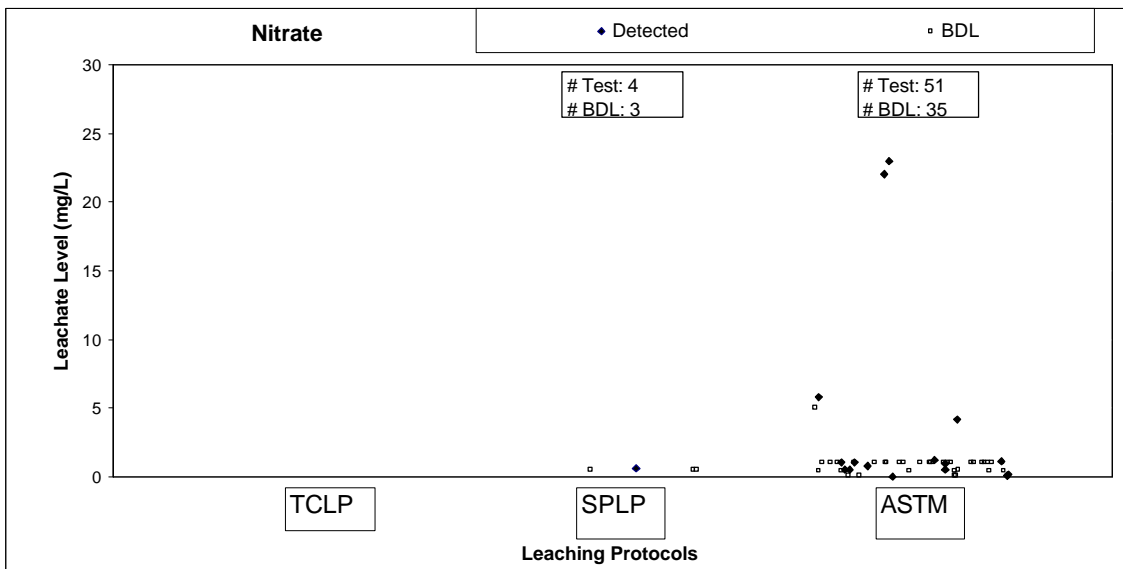 Nitrate
Detected
BDL
30
25
20
15
10
5
0
Leachate Level (mg/L)
# Test: 4
# BDL: 3
# Test: 51
# BDL: 35
TCLP
SPLP
ASTM
Leaching Protocols